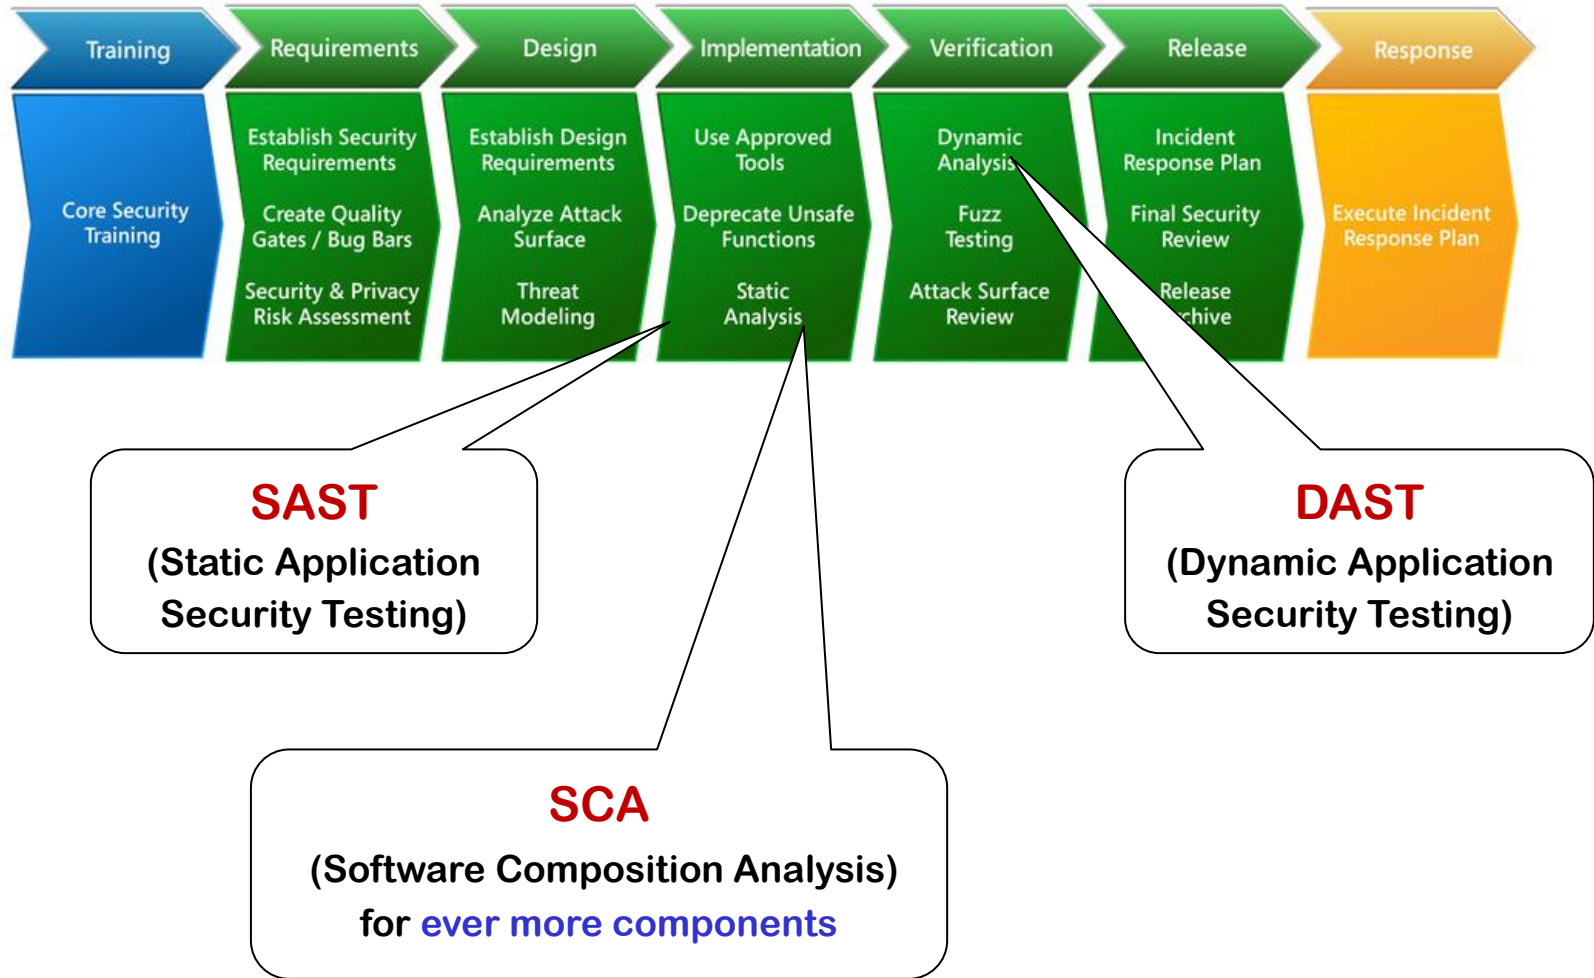 Training
Requirements
Design
Implementation
Verification
Release
Response
Core Security
Training
Establish Security
Requirements
Create Quality
Gates / Bug Bars
Security & Privacy
Risk Assessment
Establish Design
Requirements
Analyze Attack
Surface
Threat
Modeling
Use Approved
Tools
Deprecate Unsafe
Functions
Static
Analysis
Dynamic
Analysis
Fuzz
Testing
Attack Surface
Review
Incident
Response Plan
Final Security
Review
Release
Execute Incident
Response Plan
SAST
(Static Application
Security Testing)
DAST
(Dynamic Application
Security Testing)
SCA
(Software Composition Analysis)
for ever more components